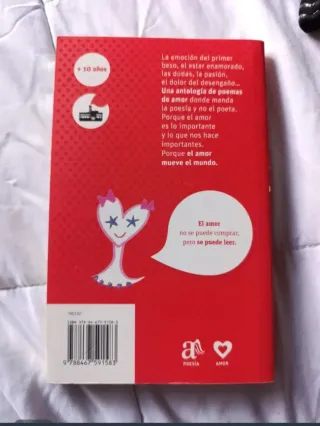 + 10 años
La emoción del primer
beso, el estar enamorado,
las dudas, la pasión,
el dolor del desengaño...
Una antología de poemas
de amor donde manda
la poesía y no el poeta.
Porque el amor
es lo importante
y lo que nos hace
importantes.
Porque el amor
mueve el mundo.
El amor
no se puede comprar,
pero se puede leer.
9 788467 591583
POESÍA
AMOR